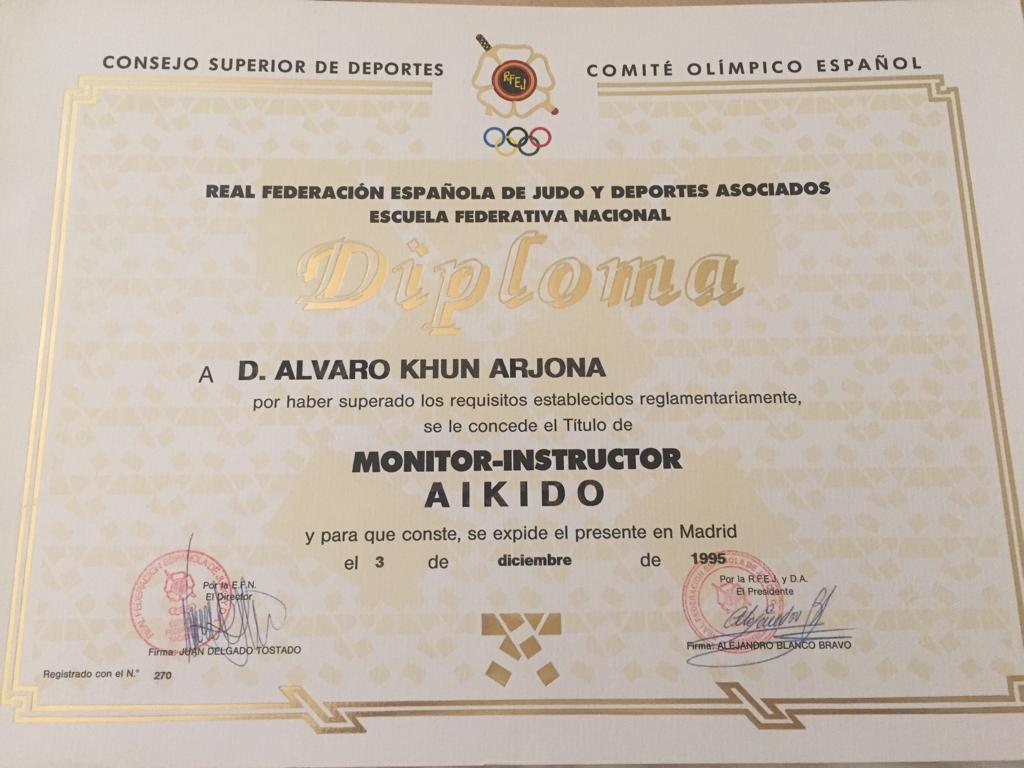 CONSEJO SUPERIOR DE DEPORTES
COMITÉ OLÍMPICO ESPAÑOL
RFEJ
REAL FEDERACIÓN ESPAÑOLA DE JUDO Y DEPORTES ASOCIADOS
ESCUELA FEDERATIVA NACIONAL
Diploma
A D. ALVARO KHUN ARJONA
por haber superado los requisitos establecidos reglamentariamente,
se le concede el Título de
MONITOR-INSTRUCTOR
AIKIDO
y para que conste, se expide el presente en Madrid
el 3 de diciembre de 1995
Por la E.F.N.
El Director
Firma: JUAN DELGADO TOSTADO
Por la R.F.E.J. y D.A.
El Presidente
Firma: ALEJANDRO BLANCO BRAVO
Registrado con el N.° 270